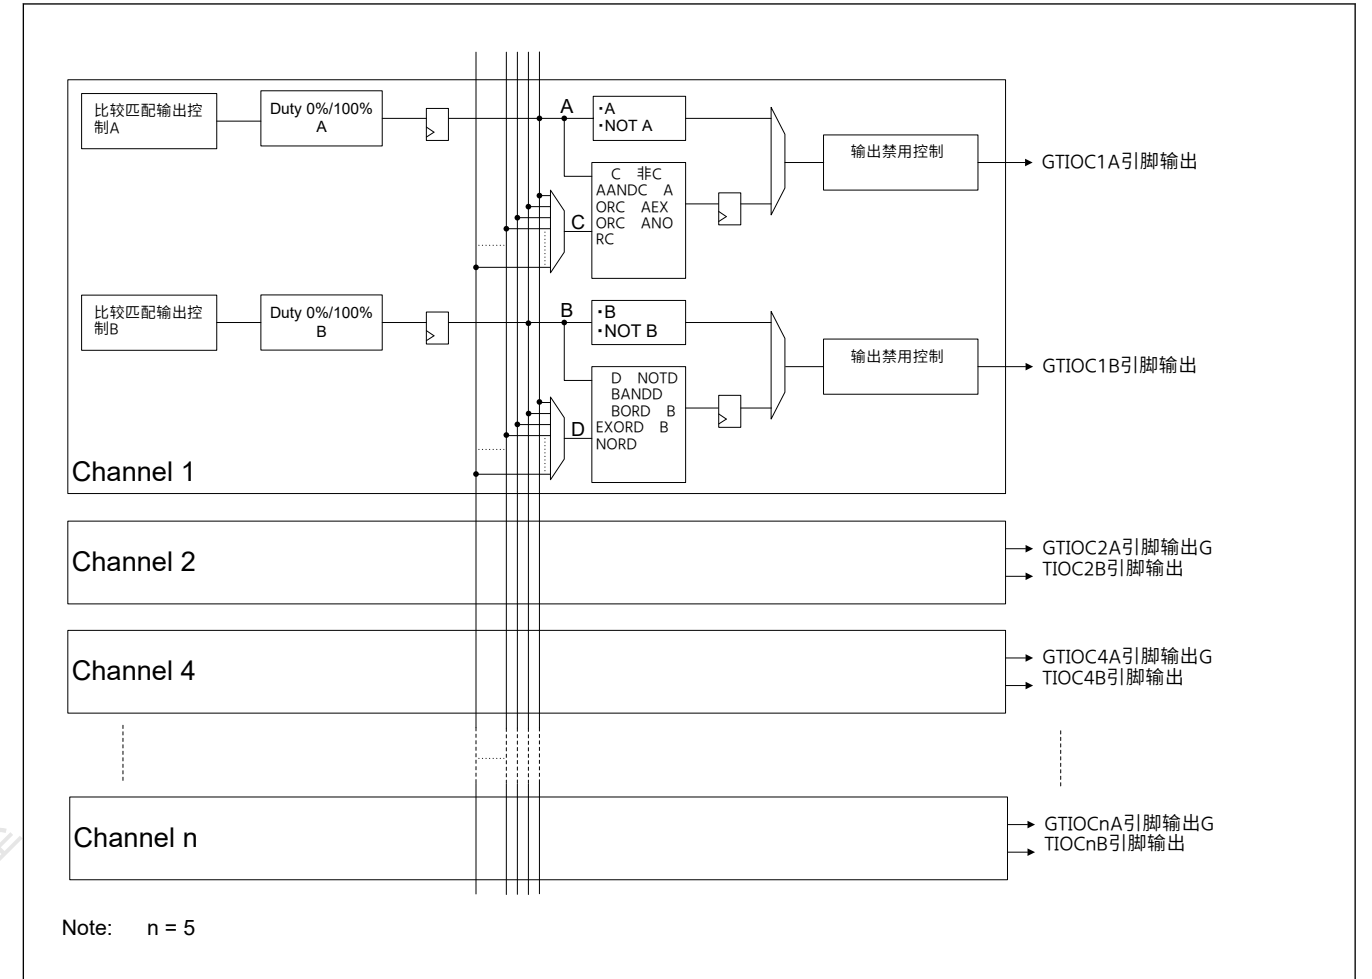 比较匹配输出控
制A
Duty 0%/100%
A
A
·A
·NOT A
输出禁用控制
GTIOC1A引脚输出
C 非C
AANDC A
ORC AEX
ORC ANO
RC
C
比较匹配输出控
制B
Duty 0%/100%
B
B
·B
·NOT B
输出禁用控制
GTIOC1B引脚输出
D NOTD
BANDD
BORD B
EXORD B
NORD
D
Channel 1
Channel 2
GTIOC2A引脚输出G
TIOC2B引脚输出
Channel 4
GTIOC4A引脚输出G
TIOC4B引脚输出
Channel n
GTIOCnA引脚输出G
TIOCnB引脚输出
Note: n = 5